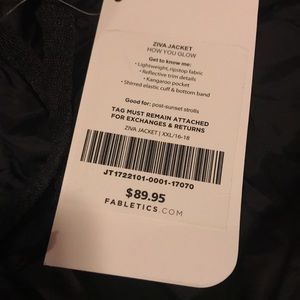 ZIVA JACKET
HOW YOU GLOW
Get to know me:
• Lightweight, ripstop fabric
• Reflective trim details
• Kangaroo pocket
• Shirred elastic cuff & bottom band
Good for: post-sunset strolls
TAG MUST REMAIN ATTACHED
FOR EXCHANGES & RETURNS
ZIVA JACKET | XXL/16-18
JT1722101-0001-17070
$89.95
FABLETICS.COM